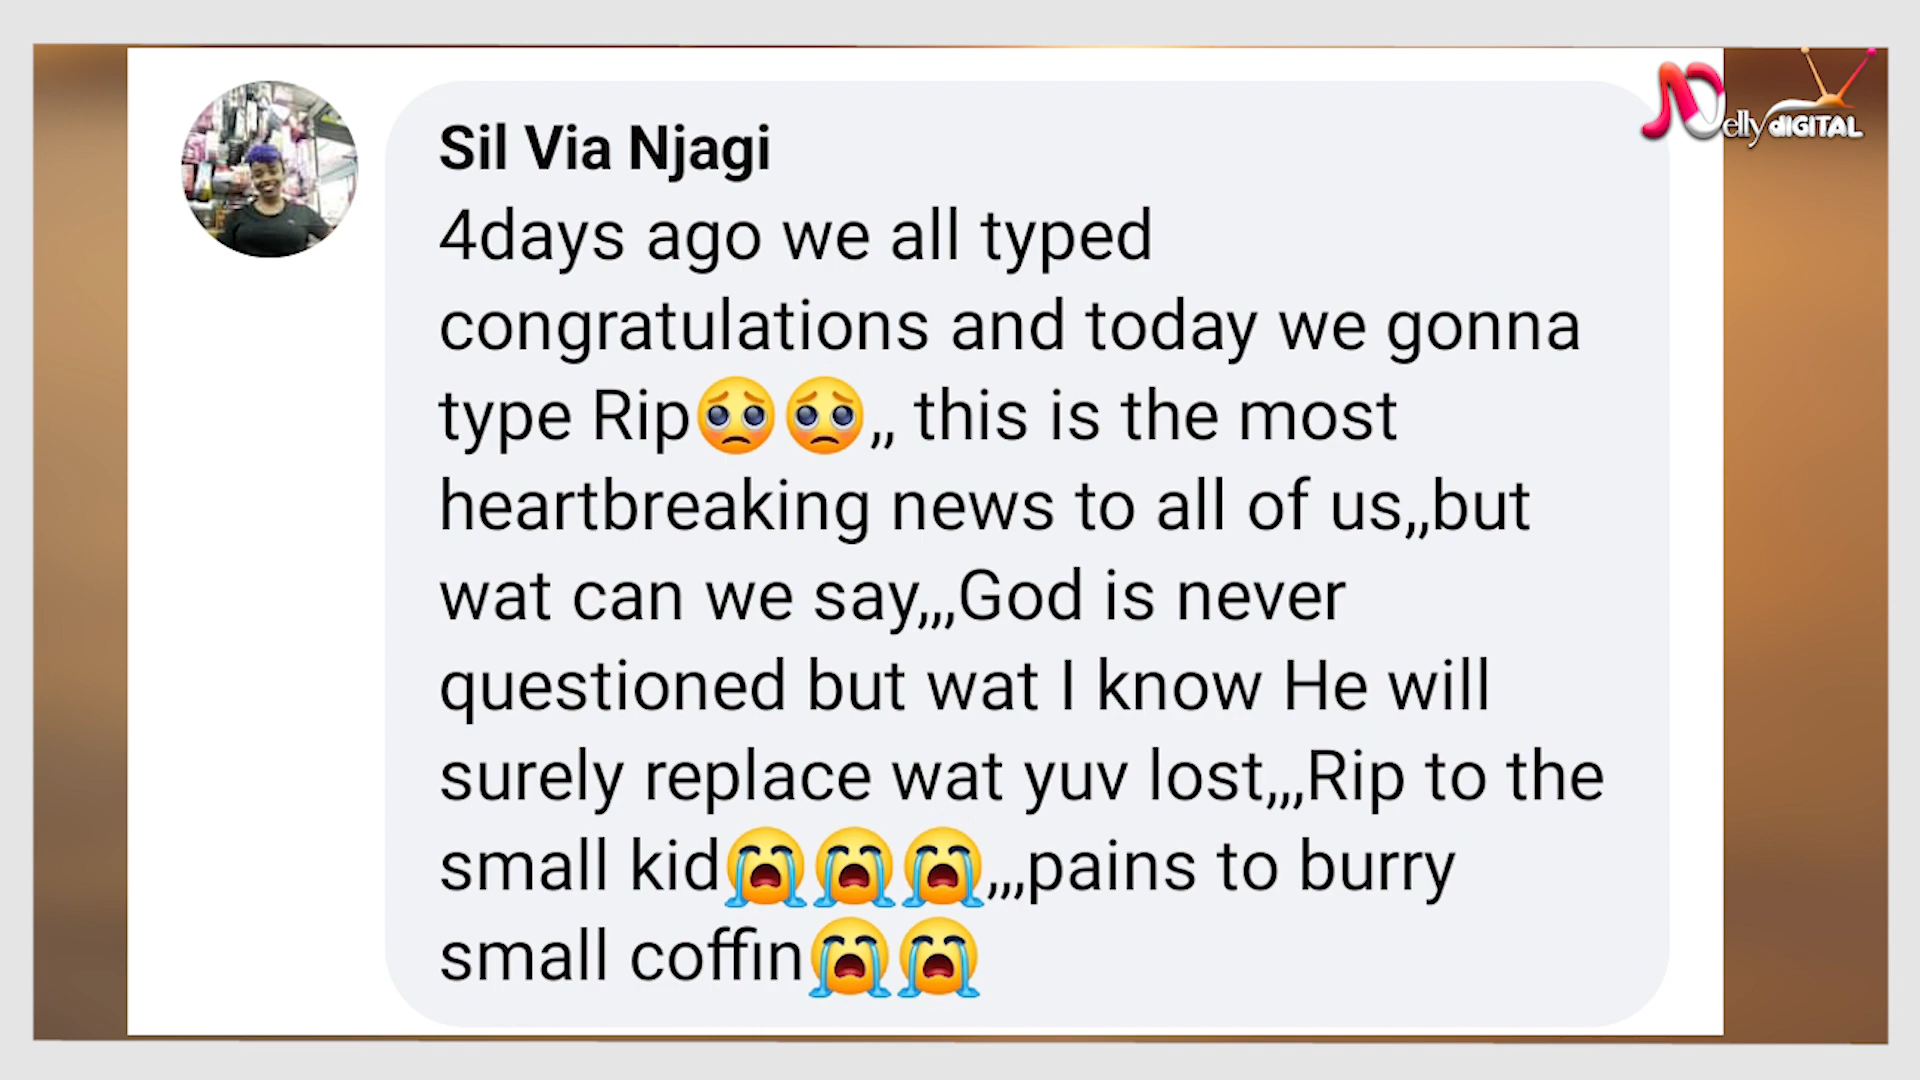 Nelly DIGITAL
Sil Via Njagi
4days ago we all typed
congratulations and today we gonna
type Rip🥺🥺,, this is the most
heartbreaking news to all of us,,but
wat can we say,,,God is never
questioned but wat I know He will
surely replace wat yuv lost,,,Rip to the
small kid😭😭😭,,,pains to burry
small coffin😭😭